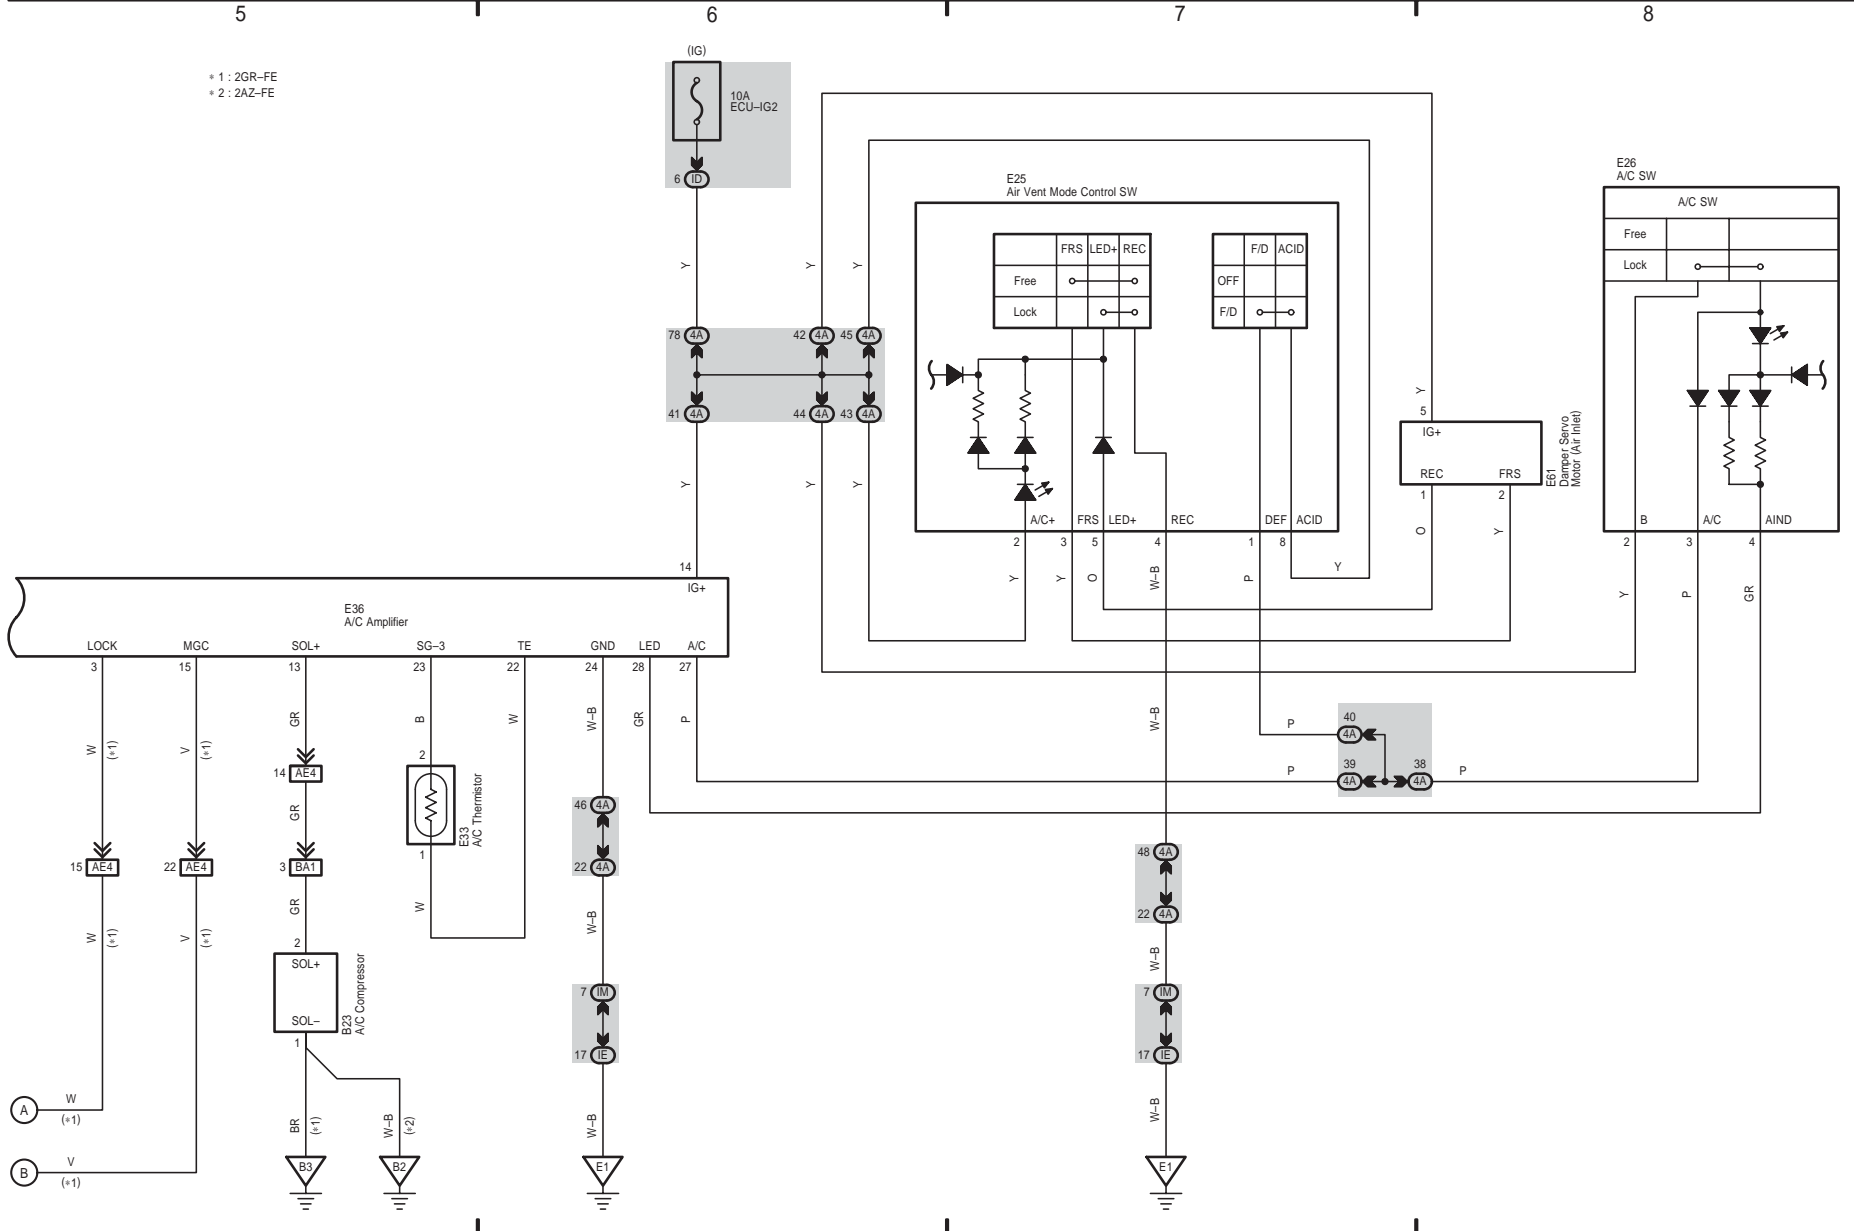 5 6 7 8
(IG)
* 1 : 2GR–FE
* 2 : 2AZ–FE
10A
ECU–IG2
6 ID
Y Y Y
78 4A 42 4A 45 4A
41 4A 44 4A 43 4A
Y Y Y
E25
Air Vent Mode Control SW
FRS LED+ REC
Free
Lock
F/D ACID
OFF
F/D
A/C+ FRS LED+ REC DEF ACID
2 3 5 4 1 8
Y Y O W–B P Y
Y
5
IG+
REC FRS
1 2
O Y
E61
Damper Servo
Motor (Air Inlet)
E26
A/C SW
A/C SW
Free
Lock
B A/C AIND
2 3 4
Y P GR
14
IG+
E36
A/C Amplifier
LOCK MGC SOL+ SG–3 TE GND LED A/C
3 15 13 23 22 24 28 27
W (*1) V (*1) GR B W W–B GR P
W–B
P
40
4A
P
39
4A
38
4A
P
14 AE4
GR
2
E33
A/C Thermistor
1
W
46 4A
22 4A
48 4A
22 4A
15 AE4 22 AE4 3 BA1
W (*1) V (*1) GR
W–B W–B
2
SOL+
SOL–
1
B23
A/C Compressor
7 IM
17 IE
7 IM
17 IE
A W
(*1)
B V
(*1)
BR (*1) W–B (*2) W–B W–B
B3 B2 E1 E1